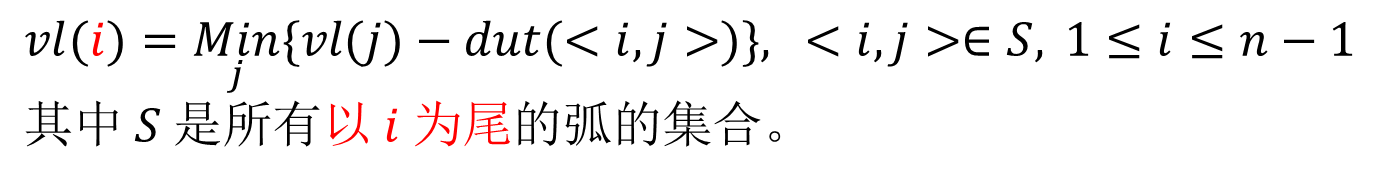 vl(i) = Min{vl(j) − dut(< i, j >)}, < i, j >∈ S, 1 ≤ i ≤ n − 1
j
其中 S 是所有以 i 为尾的弧的集合。